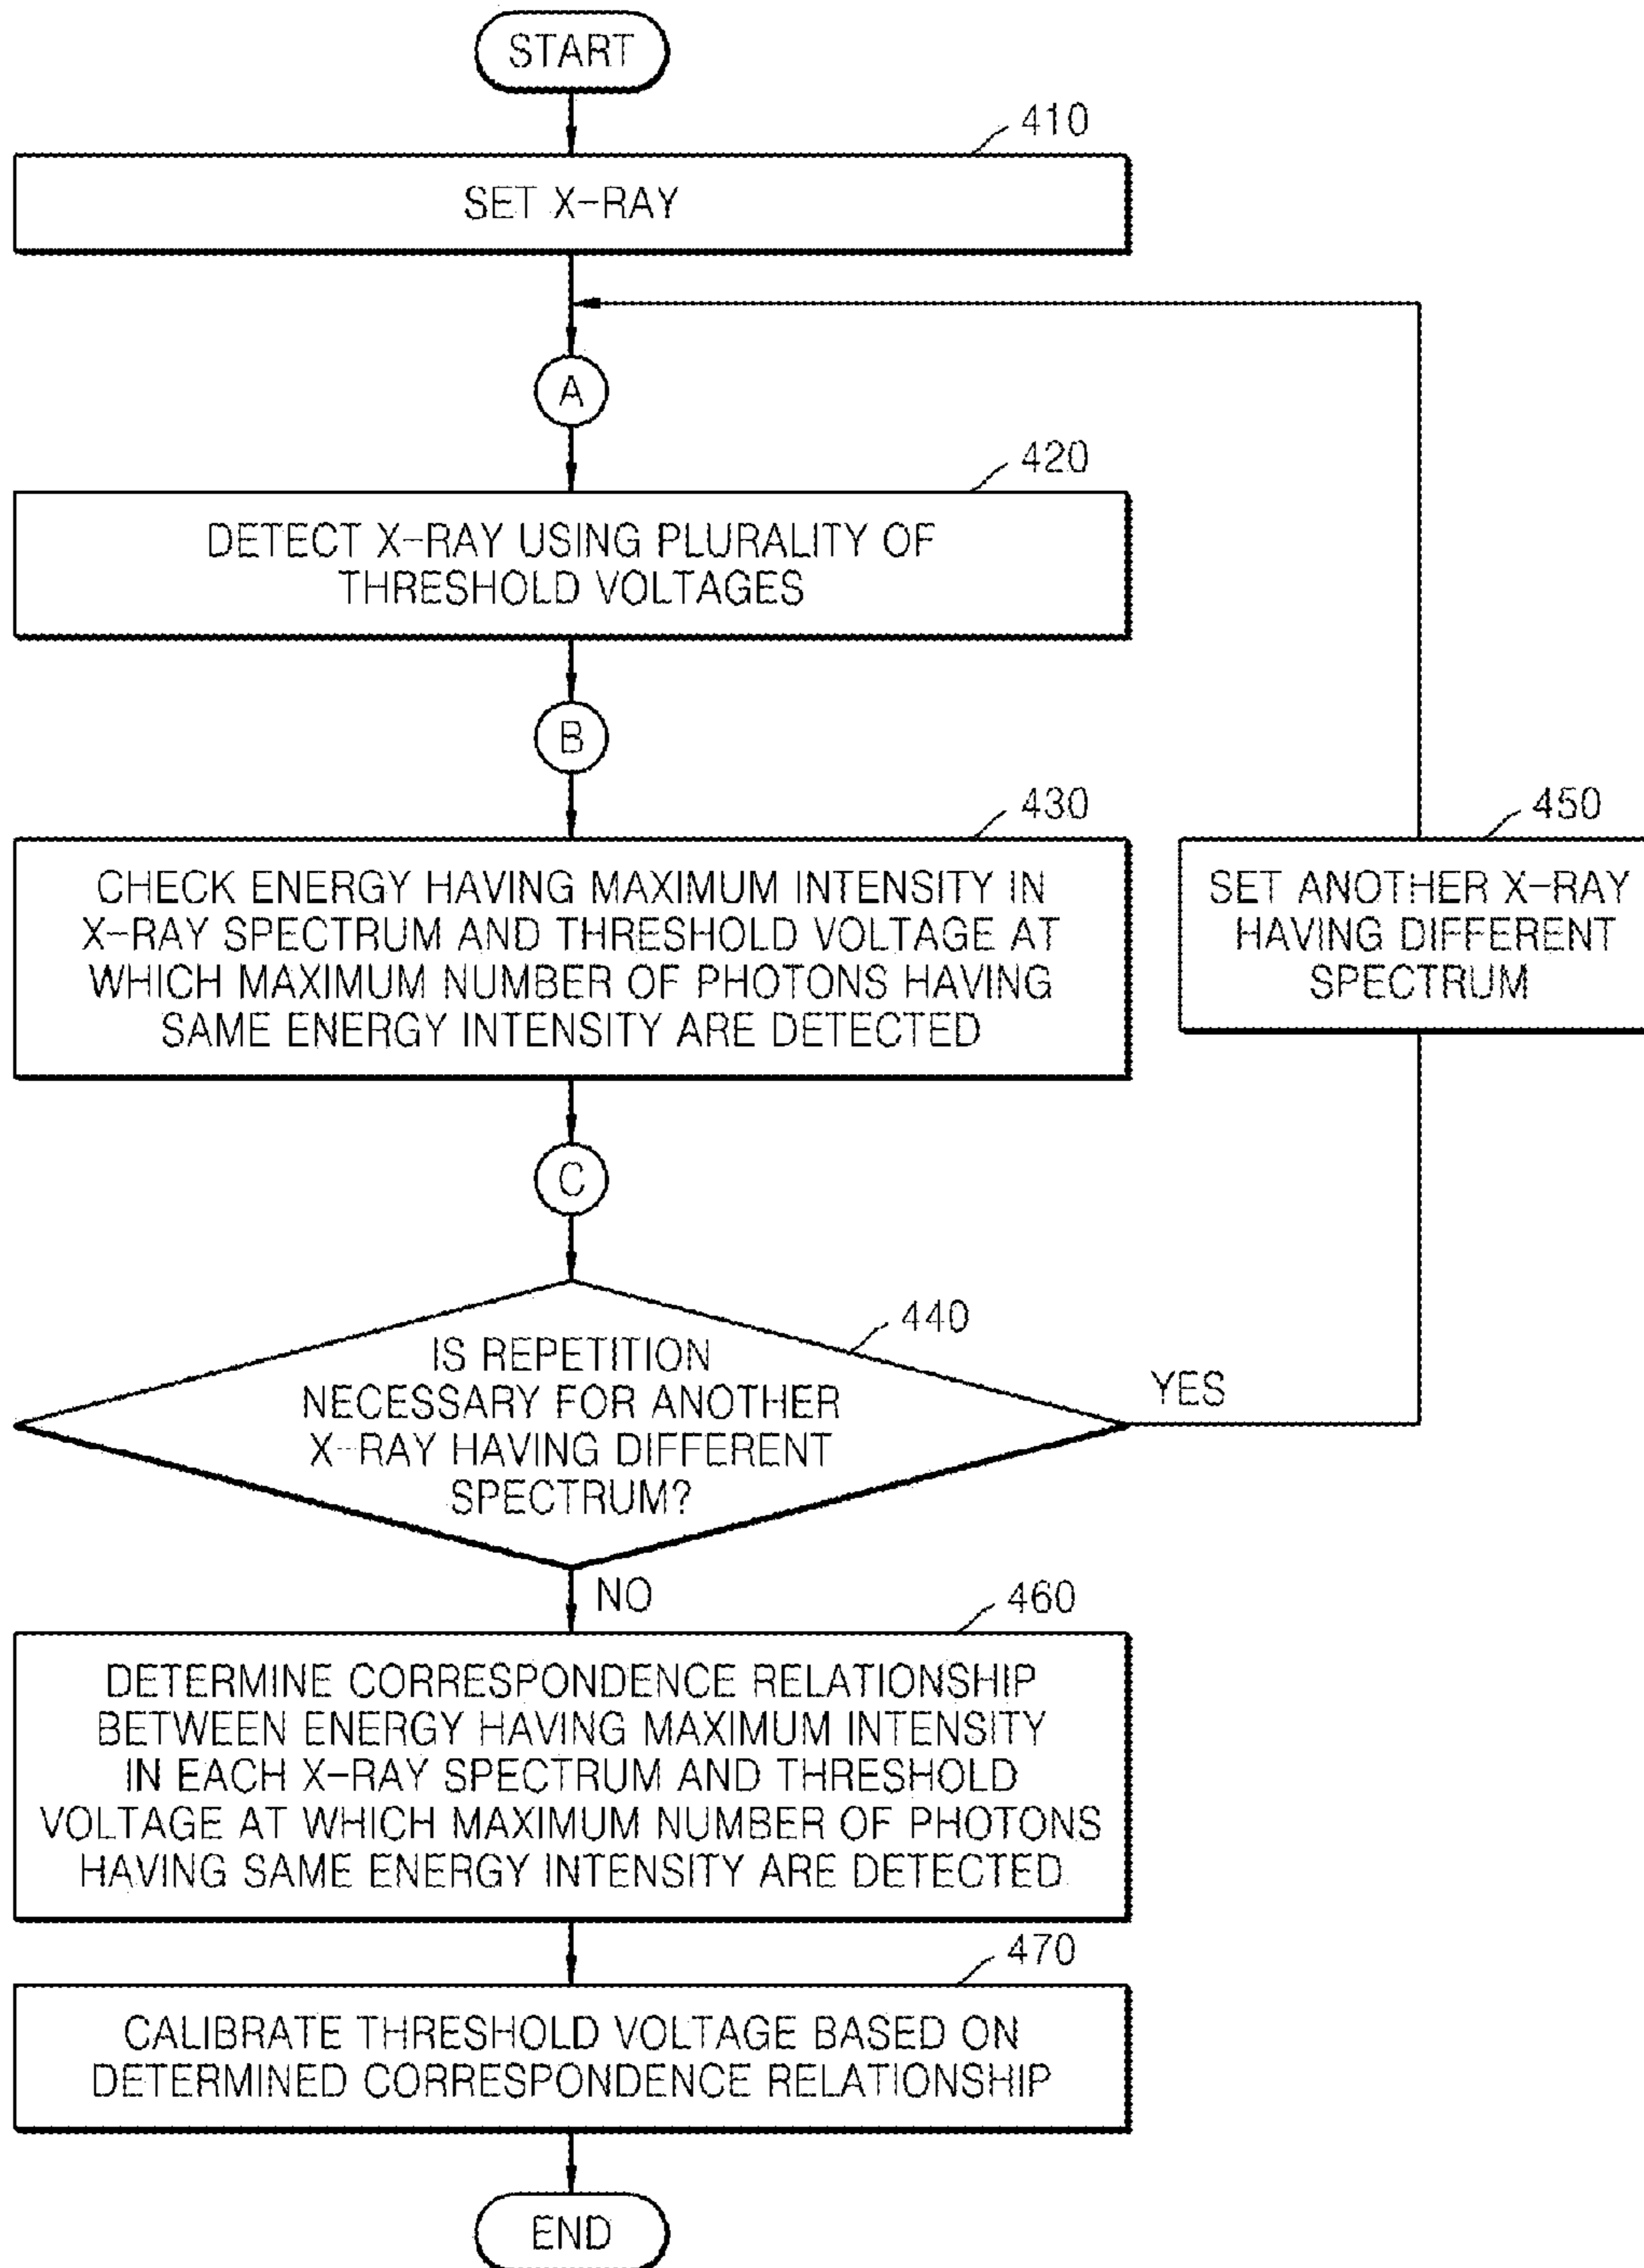 START
410
SET X-RAY
A
420
DETECT X-RAY USING PLURALITY OF
THRESHOLD VOLTAGES
B
430
CHECK ENERGY HAVING MAXIMUM INTENSITY IN
X-RAY SPECTRUM AND THRESHOLD VOLTAGE AT
WHICH MAXIMUM NUMBER OF PHOTONS HAVING
SAME ENERGY INTENSITY ARE DETECTED
450
SET ANOTHER X-RAY
HAVING DIFFERENT
SPECTRUM
C
440
IS REPETITION
NECESSARY FOR ANOTHER
X-RAY HAVING DIFFERENT
SPECTRUM?
YES
NO
460
DETERMINE CORRESPONDENCE RELATIONSHIP
BETWEEN ENERGY HAVING MAXIMUM INTENSITY
IN EACH X-RAY SPECTRUM AND THRESHOLD
VOLTAGE AT WHICH MAXIMUM NUMBER OF PHOTONS
HAVING SAME ENERGY INTENSITY ARE DETECTED
470
CALIBRATE THRESHOLD VOLTAGE BASED ON
DETERMINED CORRESPONDENCE RELATIONSHIP
END